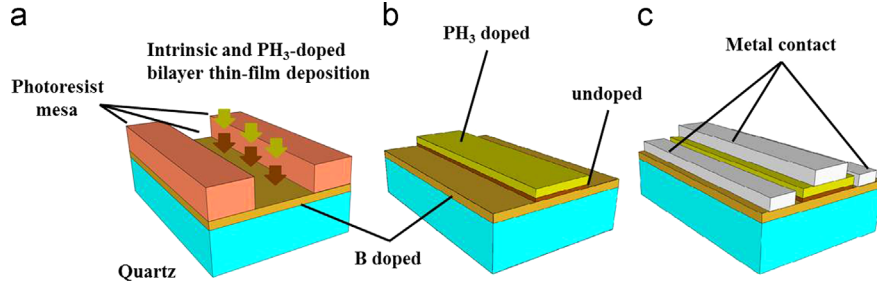 a
Intrinsic and PH₃-doped
bilayer thin-film deposition
Photoresist
mesa
Quartz
B doped
b
PH₃ doped
undoped
c
Metal contact